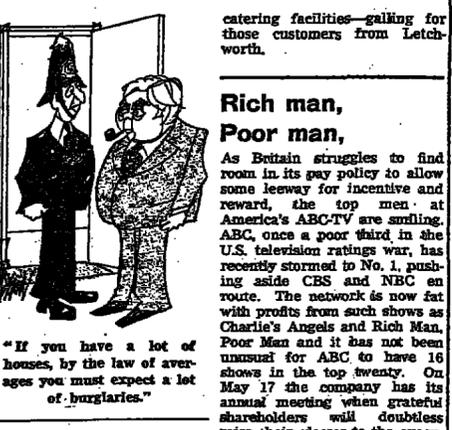 catering facilities—galling for
those customers from Letch-
worth.
Rich man,
Poor man,
As Britain struggles to find
room in its pay policy to allow
some leeway for incentive and
reward, the top men at
America's ABC-TV are smiling.
ABC, once a poor third in the
U.S. television ratings war, has
recently stormed to No. 1, push-
ing aside CBS and NBC en
route. The network is now fat
with profits from such shows as
Charlie's Angels and Rich Man,
Poor Man and it has not been
unusual for ABC to have 16
shows in the top twenty. On
May 17 the company has its
annual meeting when grateful
shareholders will doubtless
"If you have a lot of
houses, by the law of aver-
ages you must expect a lot
of burglaries."